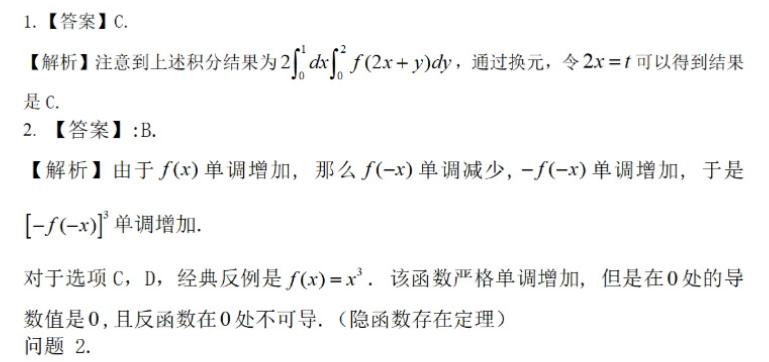 1.【答案】C.
【解析】注意到上述积分结果为 $2\int_0^1 dx\int_0^2 f(2x+y)dy$，通过换元，令 $2x=t$ 可以得到结果
是 C.
2. 【答案】:B.
【解析】由于 $f(x)$ 单调增加，那么 $f(-x)$ 单调减少, $-f(-x)$ 单调增加，于是
$[-f(-x)]^3$ 单调增加.
对于选项 C，D，经典反例是 $f(x)=x^3$．该函数严格单调增加，但是在 0 处的导
数值是 0 , 且反函数在 0 处不可导.（隐函数存在定理）
问题 2.